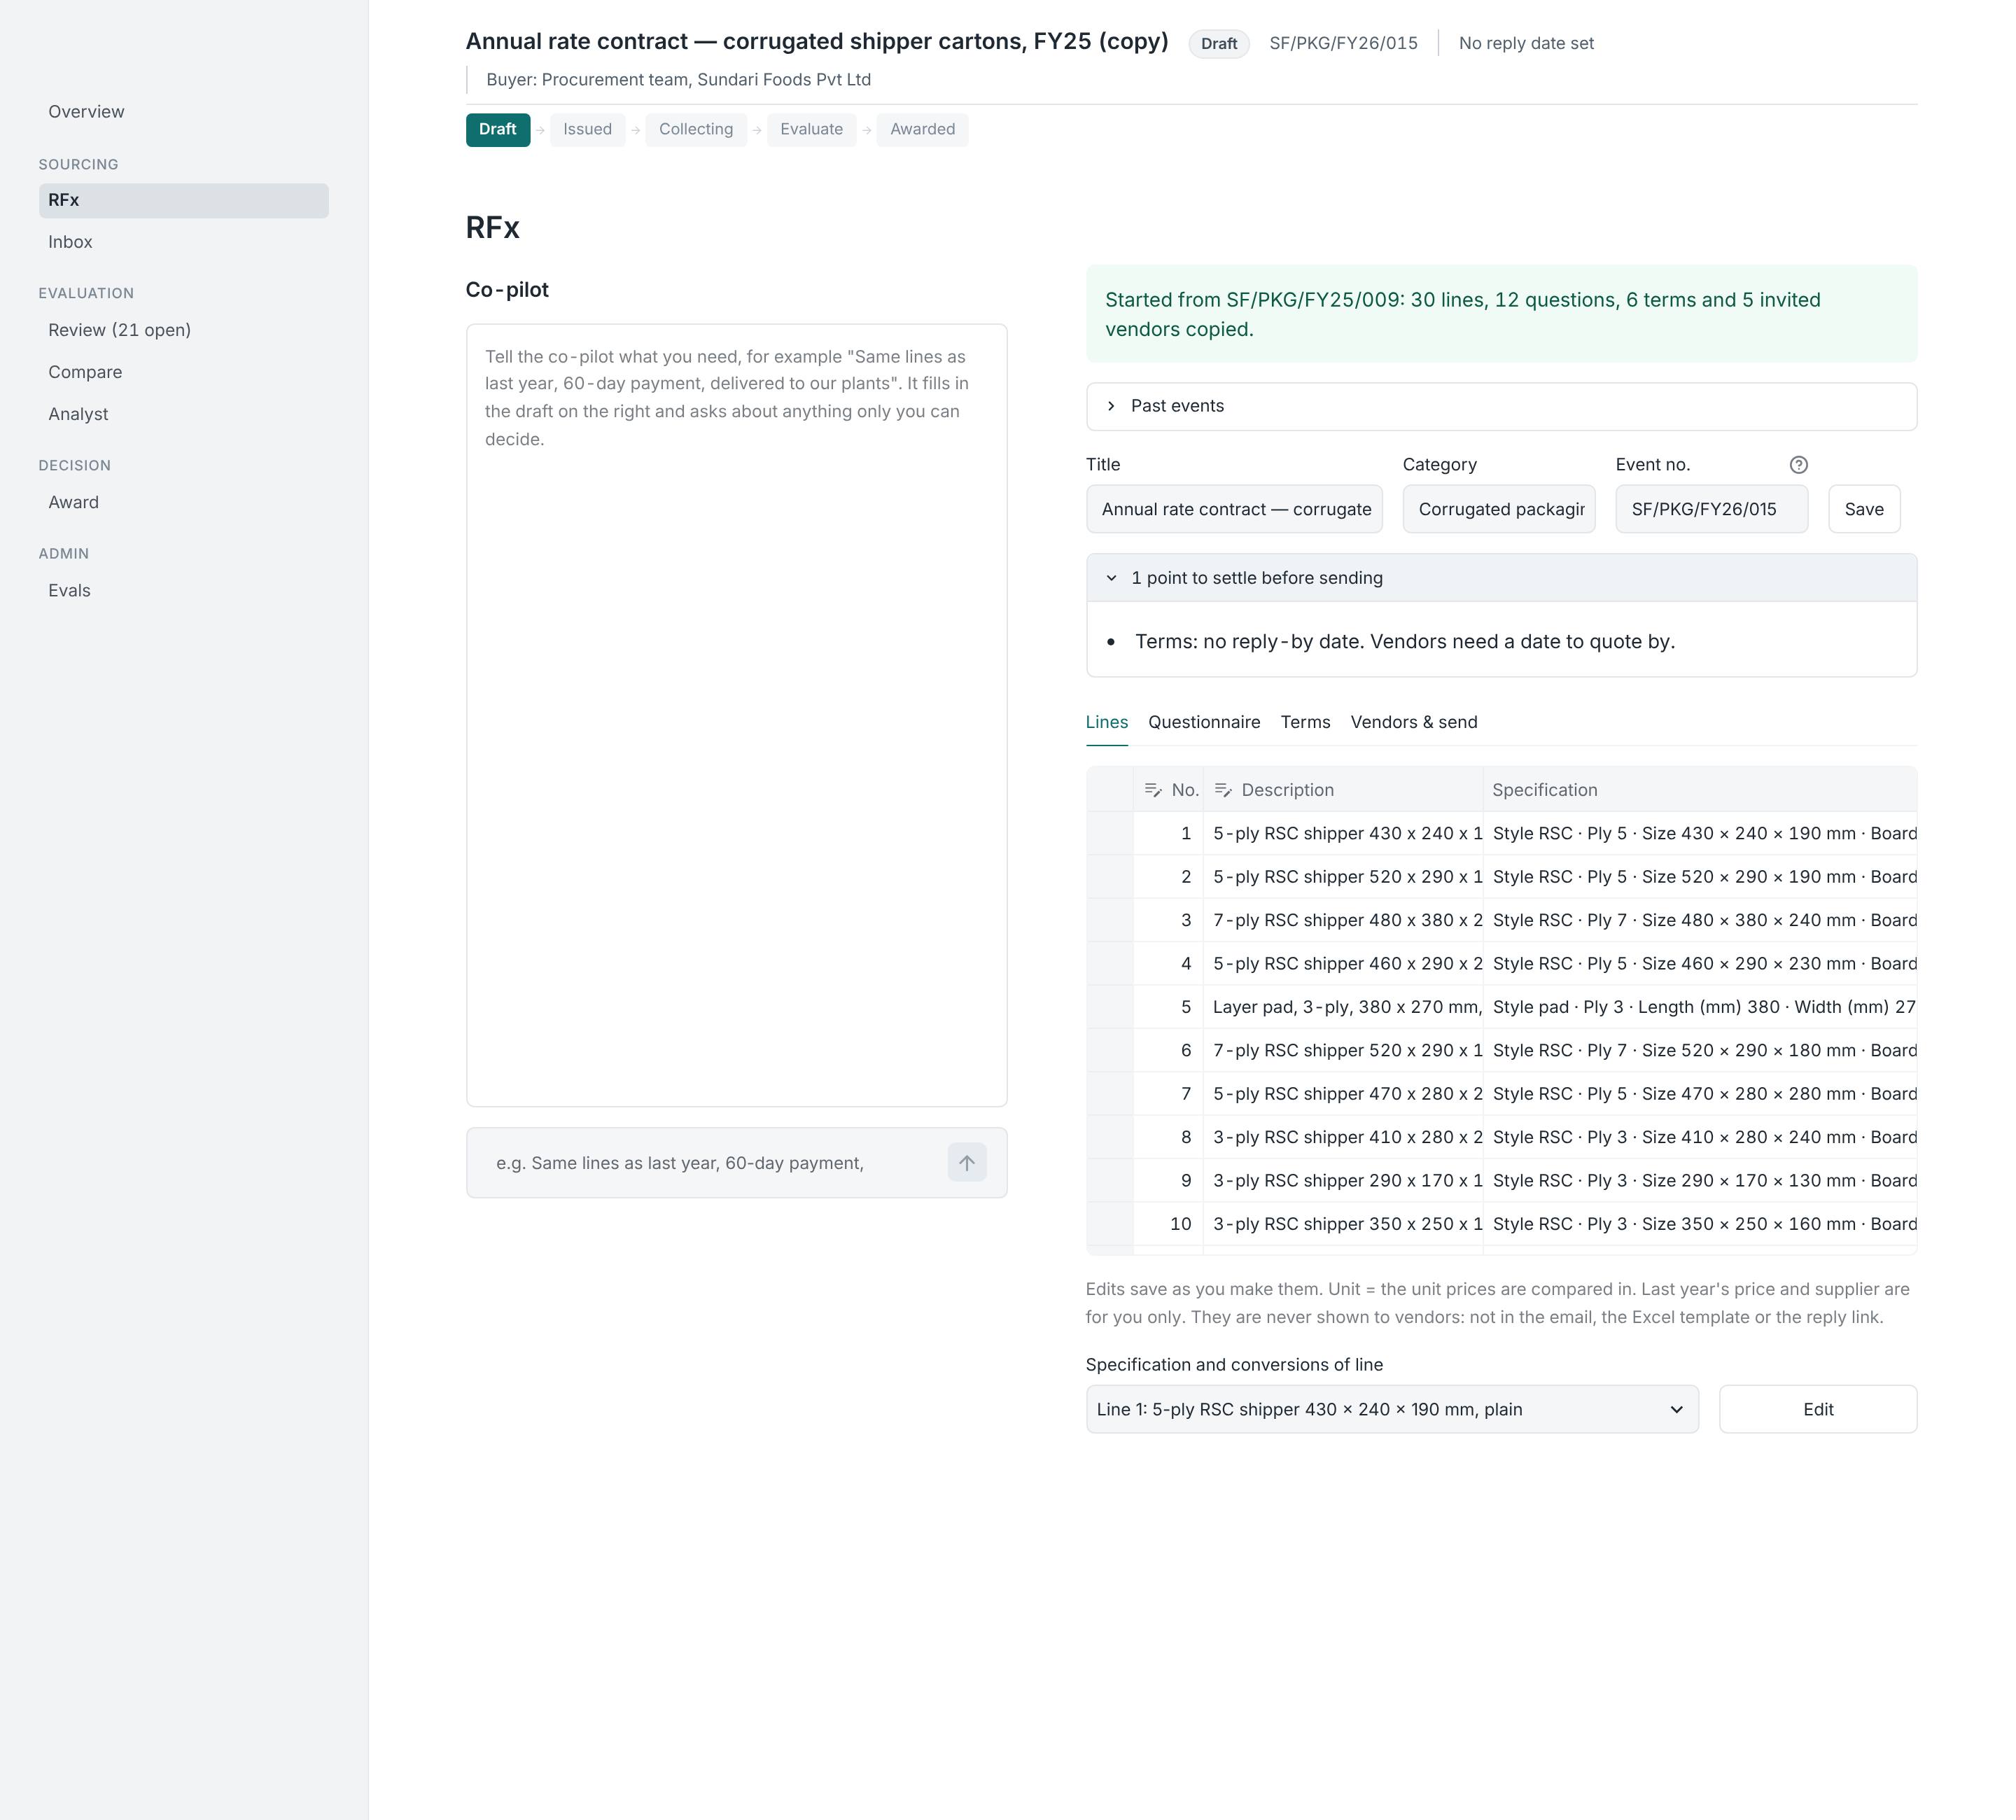 Annual rate contract — corrugated shipper cartons, FY25 (copy) Draft SF/PKG/FY26/015 No reply date set
Buyer: Procurement team, Sundari Foods Pvt Ltd
Draft → Issued → Collecting → Evaluate → Awarded
Overview
SOURCING
RFx
Inbox
EVALUATION
Review (21 open)
Compare
Analyst
DECISION
Award
ADMIN
Evals
RFx
Co-pilot
Tell the co-pilot what you need, for example "Same lines as
last year, 60-day payment, delivered to our plants". It fills in
the draft on the right and asks about anything only you can
decide.
e.g. Same lines as last year, 60-day payment,
Started from SF/PKG/FY25/009: 30 lines, 12 questions, 6 terms and 5 invited
vendors copied.
Past events
Title Category Event no.
Annual rate contract — corrugate Corrugated packagir SF/PKG/FY26/015 Save
1 point to settle before sending
• Terms: no reply-by date. Vendors need a date to quote by.
Lines Questionnaire Terms Vendors & send
No. Description Specification
1 5-ply RSC shipper 430 x 240 x 1 Style RSC · Ply 5 · Size 430 × 240 × 190 mm · Board
2 5-ply RSC shipper 520 x 290 x 1 Style RSC · Ply 5 · Size 520 × 290 × 190 mm · Board
3 7-ply RSC shipper 480 x 380 x 2 Style RSC · Ply 7 · Size 480 × 380 × 240 mm · Board
4 5-ply RSC shipper 460 x 290 x 2 Style RSC · Ply 5 · Size 460 × 290 × 230 mm · Board
5 Layer pad, 3-ply, 380 x 270 mm, Style pad · Ply 3 · Length (mm) 380 · Width (mm) 27
6 7-ply RSC shipper 520 x 290 x 1 Style RSC · Ply 7 · Size 520 × 290 × 180 mm · Board
7 5-ply RSC shipper 470 x 280 x 2 Style RSC · Ply 5 · Size 470 × 280 × 280 mm · Board
8 3-ply RSC shipper 410 x 280 x 2 Style RSC · Ply 3 · Size 410 × 280 × 240 mm · Board
9 3-ply RSC shipper 290 x 170 x 1 Style RSC · Ply 3 · Size 290 × 170 × 130 mm · Board
10 3-ply RSC shipper 350 x 250 x 1 Style RSC · Ply 3 · Size 350 × 250 × 160 mm · Board
Edits save as you make them. Unit = the unit prices are compared in. Last year's price and supplier are
for you only. They are never shown to vendors: not in the email, the Excel template or the reply link.
Specification and conversions of line
Line 1: 5-ply RSC shipper 430 × 240 × 190 mm, plain Edit